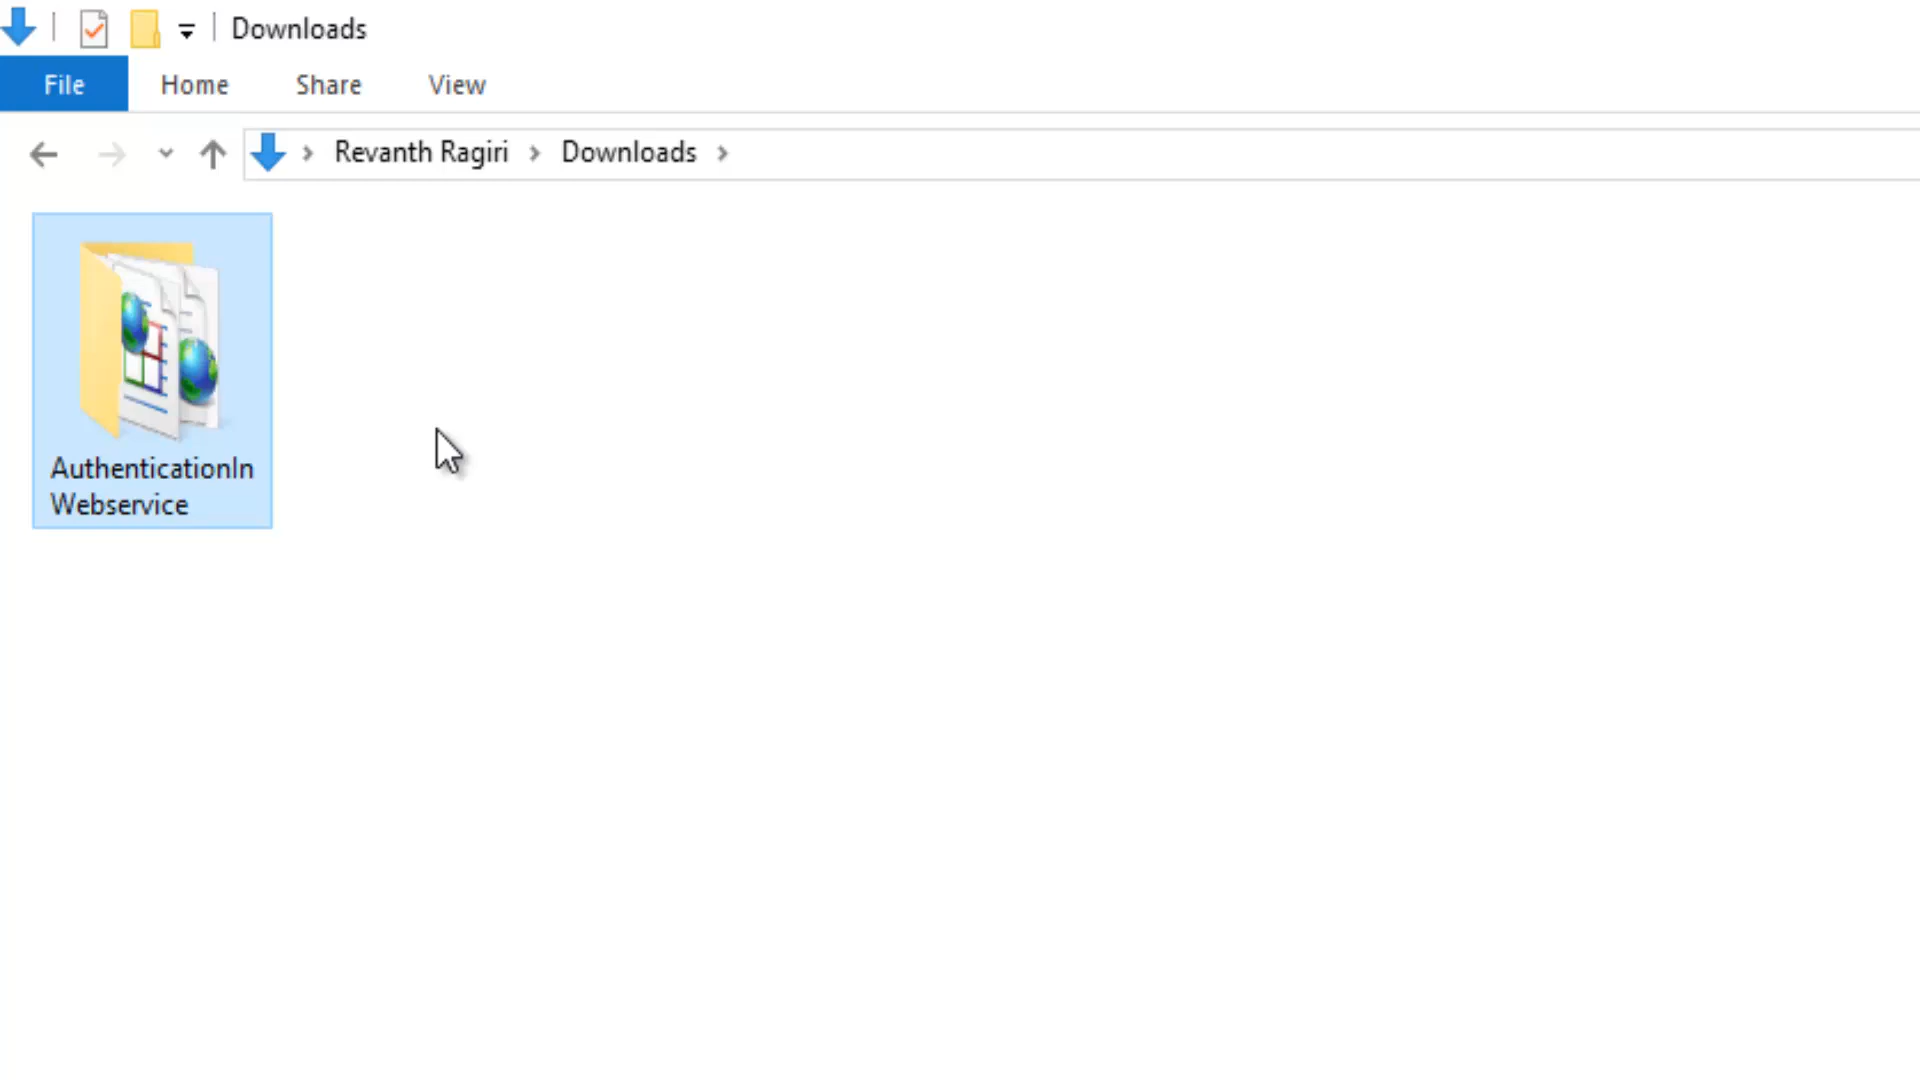 Downloads
File Home Share View
Revanth Ragiri Downloads
AuthenticationIn
Webservice